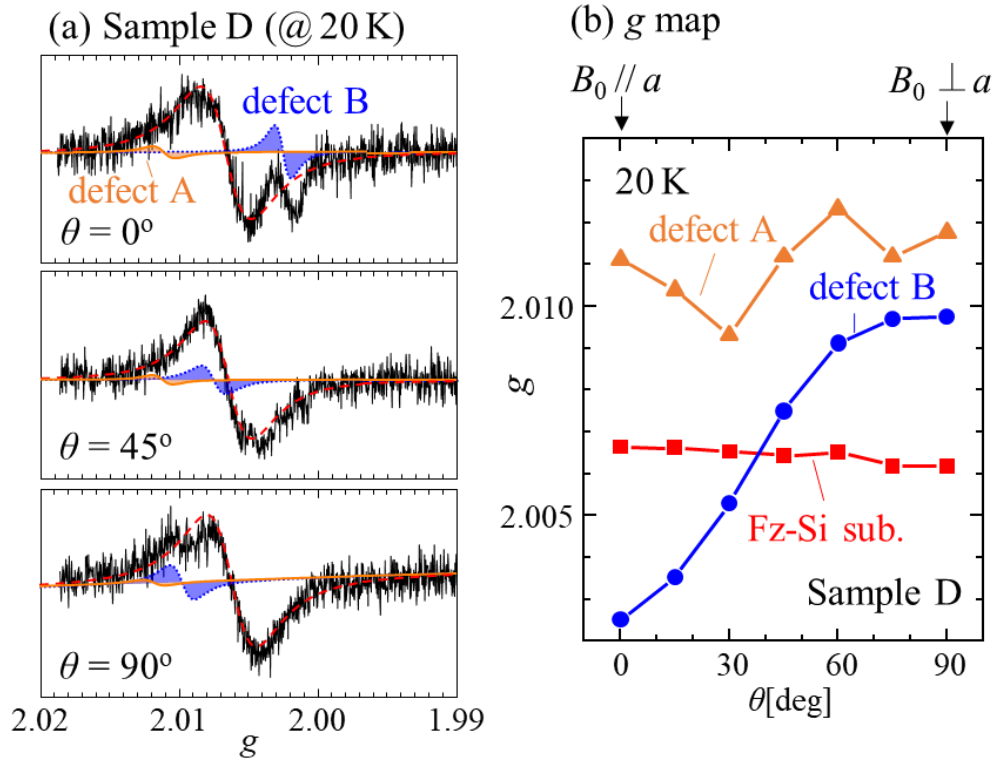 (a) Sample D (@ 20 K)
defect B
defect A
θ = 0°
θ = 45°
θ = 90°
2.02 2.01 2.00 1.99
g
(b) g map
B₀ // a B₀ ⊥ a
20 K
defect A
defect B
2.010
g
2.005
Fz-Si sub.
Sample D
0 30 60 90
θ[deg]